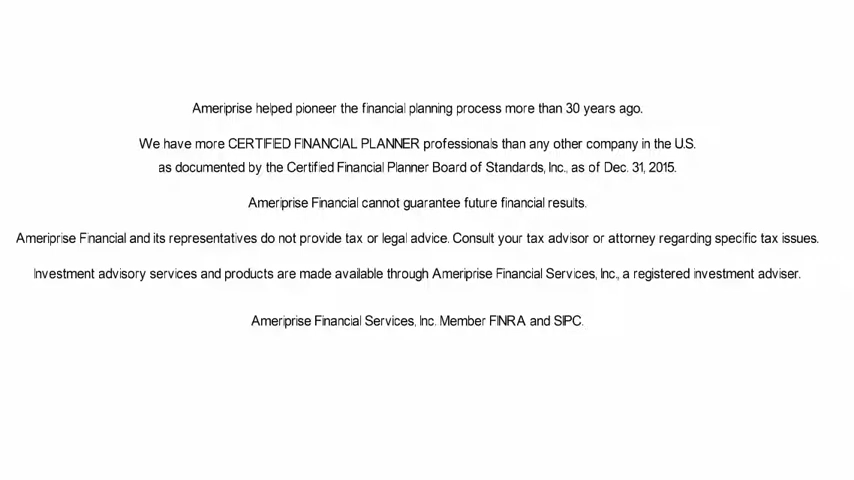 Ameriprise helped pioneer the financial planning process more than 30 years ago.
We have more CERTIFIED FINANCIAL PLANNER professionals than any other company in the U.S.
as documented by the Certified Financial Planner Board of Standards, Inc., as of Dec. 31, 2015.
Ameriprise Financial cannot guarantee future financial results.
Ameriprise Financial and its representatives do not provide tax or legal advice. Consult your tax advisor or attorney regarding specific tax issues.
Investment advisory services and products are made available through Ameriprise Financial Services, Inc., a registered investment adviser.
Ameriprise Financial Services, Inc. Member FINRA and SIPC.